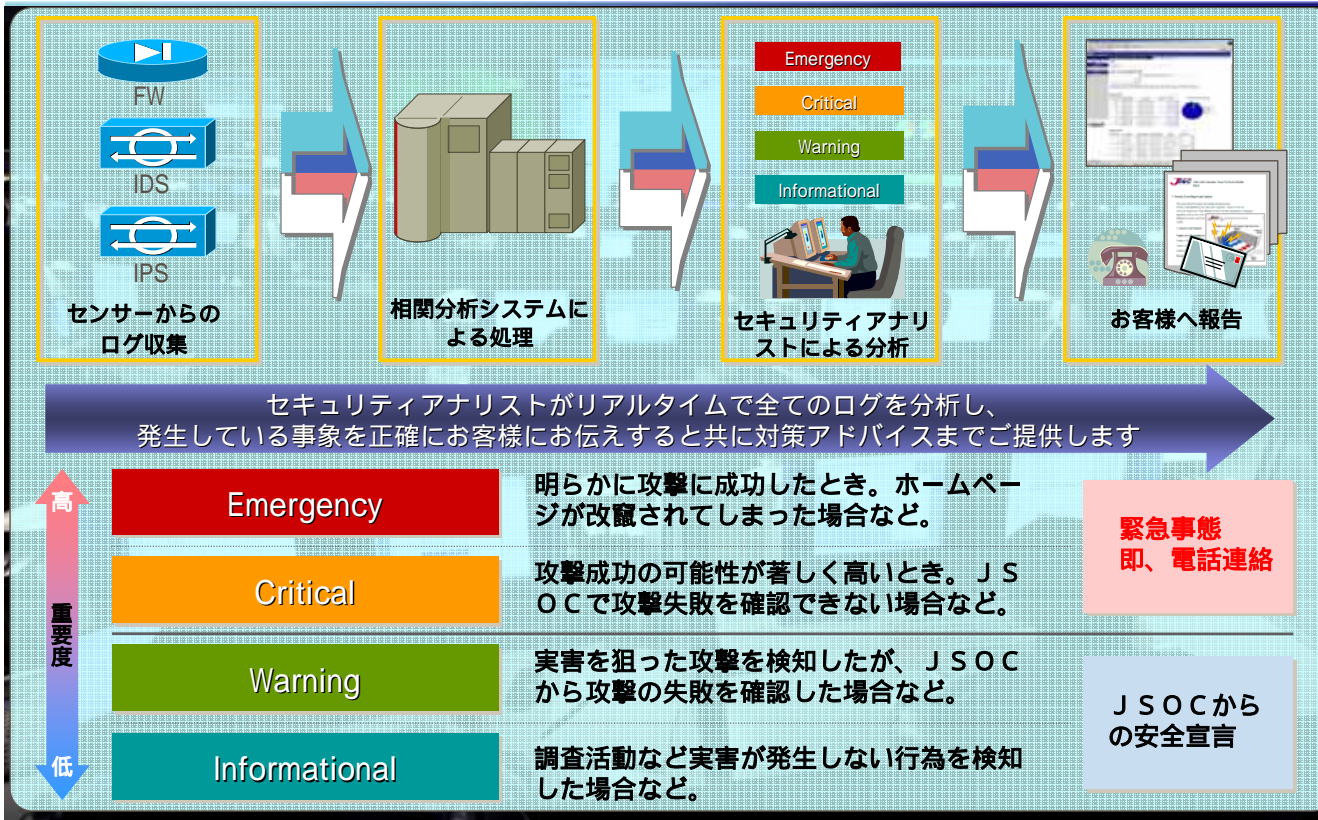 FW
IDS
IPS
センサーからの
ログ収集
相関分析システムに
よる処理
Emergency
Critical
Warning
Informational
セキュリティアナリ
ストによる分析
お客様へ報告
セキュリティアナリストがリアルタイムで全てのログを分析し、
発生している事象を正確にお客様にお伝えすると共に対策アドバイスまでご提供します
高
重要度
低
Emergency
明らかに攻撃に成功したとき。ホームペー
ジが改竄されてしまった場合など。
Critical
攻撃成功の可能性が著しく高いとき。ＪＳ
ＯＣで攻撃失敗を確認できない場合など。
緊急事態
即、電話連絡
Warning
実害を狙った攻撃を検知したが、ＪＳＯＣ
から攻撃の失敗を確認した場合など。
Informational
調査活動など実害が発生しない行為を検知
した場合など。
ＪＳＯＣから
の安全宣言